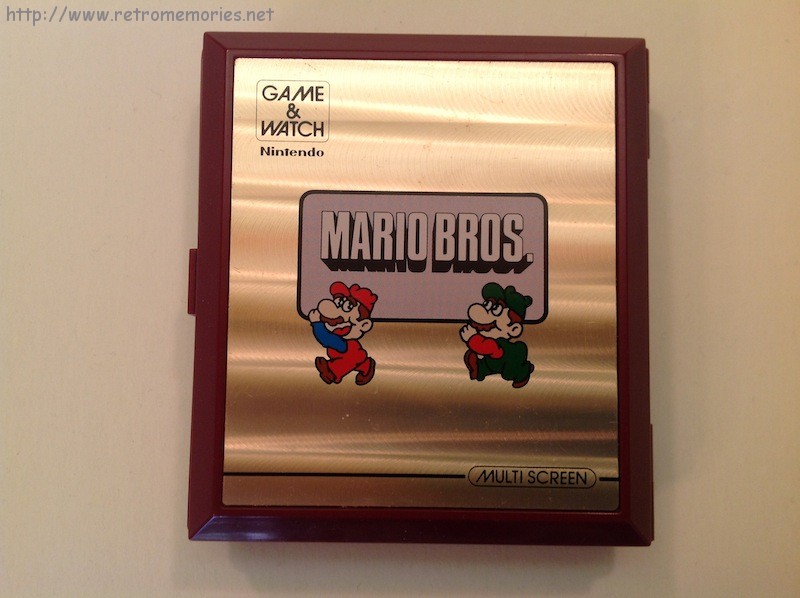 http://www.retromemories.net
GAME
&
WATCH
Nintendo
MARIO BROS.
MULTI SCREEN